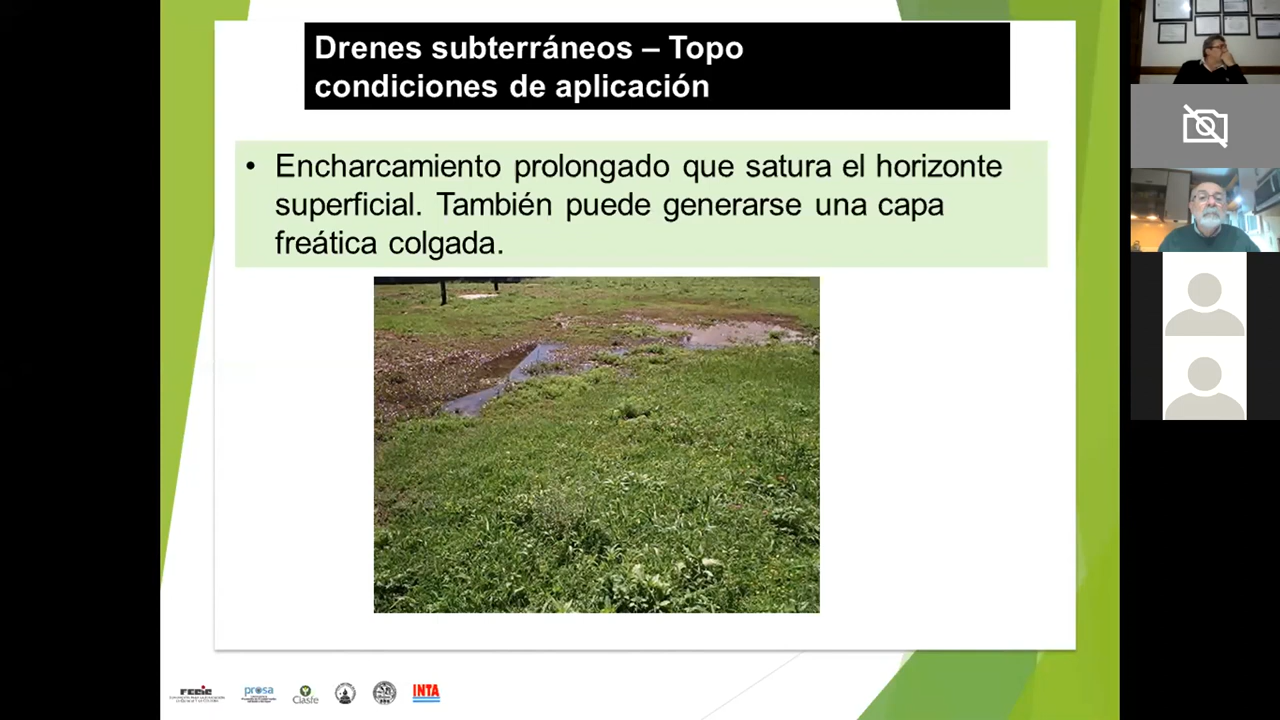 Drenes subterráneos – Topo
condiciones de aplicación
• Encharcamiento prolongado que satura el horizonte
superficial. También puede generarse una capa
freática colgada.
prosa
Clasfe
INTA